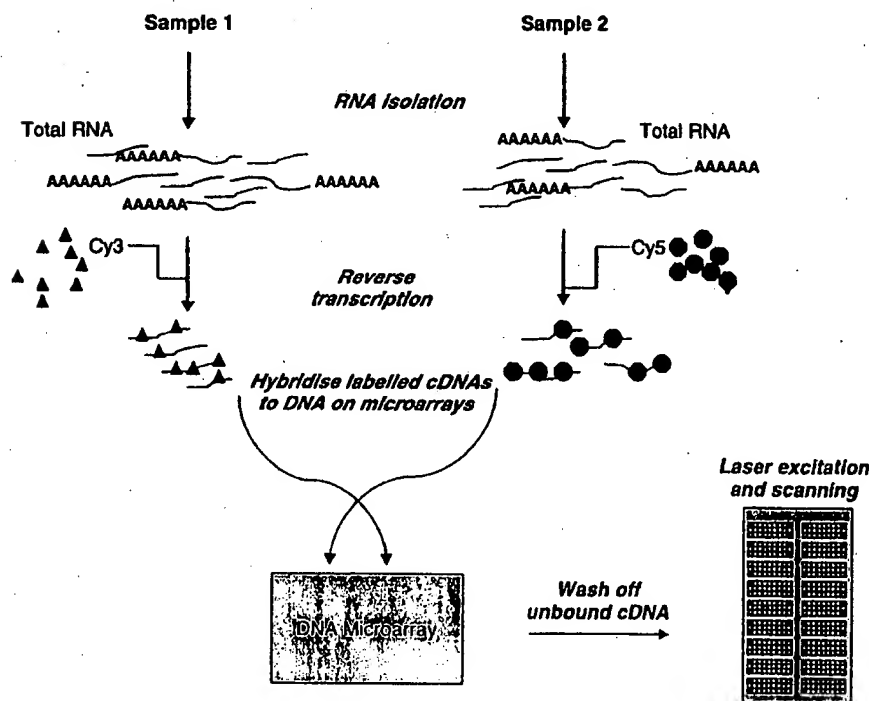 Sample 1
Sample 2
RNA isolation
Total RNA
Total RNA
AAAAAA
AAAAAA
AAAAAA
AAAAAA
AAAAAA
AAAAAA
AAAAAA
AAAAAA
Cy3
Cy5
Reverse
transcription
Hybridise labelled cDNAs
to DNA on microarrays
Laser excitation
and scanning
DNA Microarray
Wash off
unbound cDNA